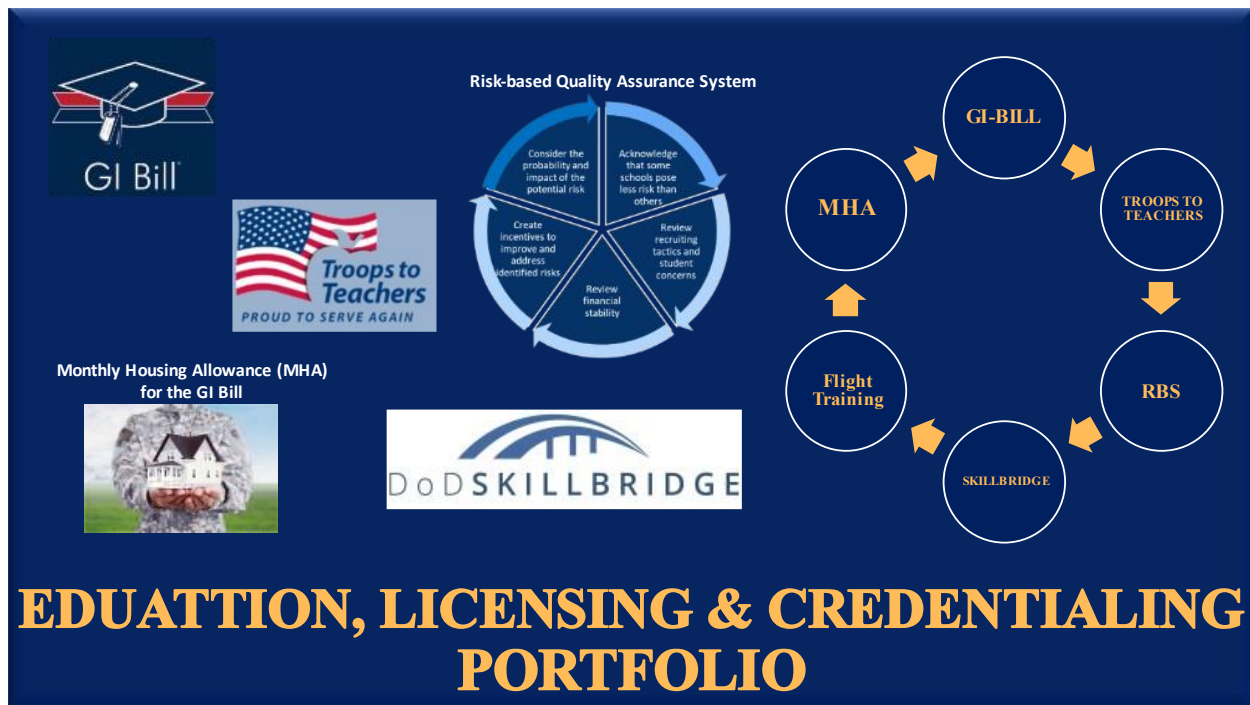 GI Bill
Troops to
Teachers
PROUD TO SERVE AGAIN
Monthly Housing Allowance (MHA)
for the GI Bill
Risk-based Quality Assurance System
Consider the
probability and
impact of the
potential risk
Acknowledge
that some
schools pose
less risk than
others
Review
recruiting
tactics and
student
concerns
Review
financial
stability
Create
incentives to
improve and
address
identified risks
DoDSKILLBRIDGE
GI-BILL
TROOPS TO
TEACHERS
RBS
SKILLBRIDGE
Flight
Training
MHA
EDUATTION, LICENSING & CREDENTIALING
PORTFOLIO